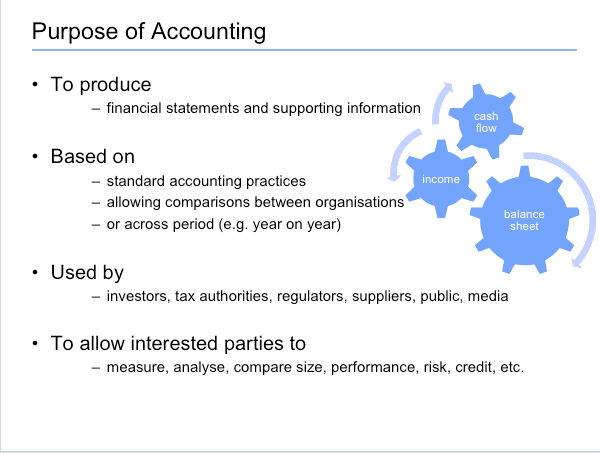 Purpose of Accounting
• To produce
– financial statements and supporting information
• Based on
– standard accounting practices
– allowing comparisons between organisations
– or across period (e.g. year on year)
• Used by
– investors, tax authorities, regulators, suppliers, public, media
• To allow interested parties to
– measure, analyse, compare size, performance, risk, credit, etc.
cash
flow
income
balance
sheet